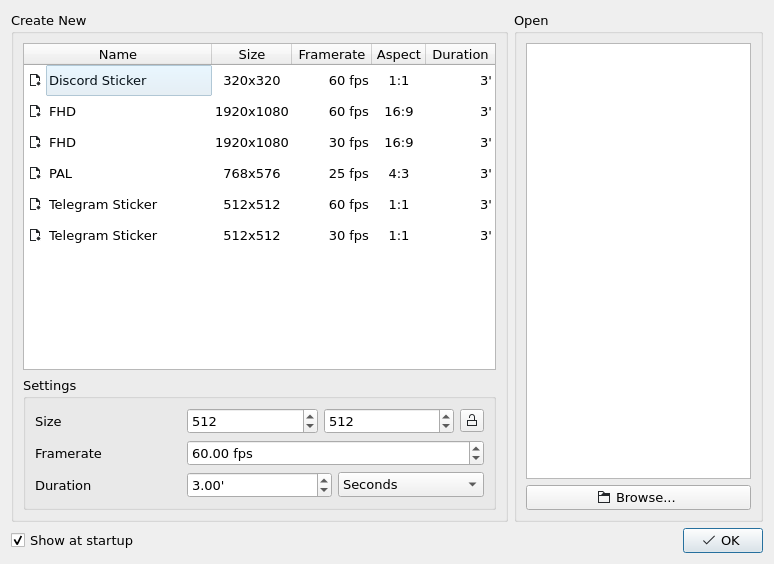 Create New
Name Size Framerate Aspect Duration
Discord Sticker 320x320 60 fps 1:1 3'
FHD 1920x1080 60 fps 16:9 3'
FHD 1920x1080 30 fps 16:9 3'
PAL 768x576 25 fps 4:3 3'
Telegram Sticker 512x512 60 fps 1:1 3'
Telegram Sticker 512x512 30 fps 1:1 3'
Settings
Size 512 512
Framerate 60.00 fps
Duration 3.00' Seconds
Show at startup
Open
Browse...
OK